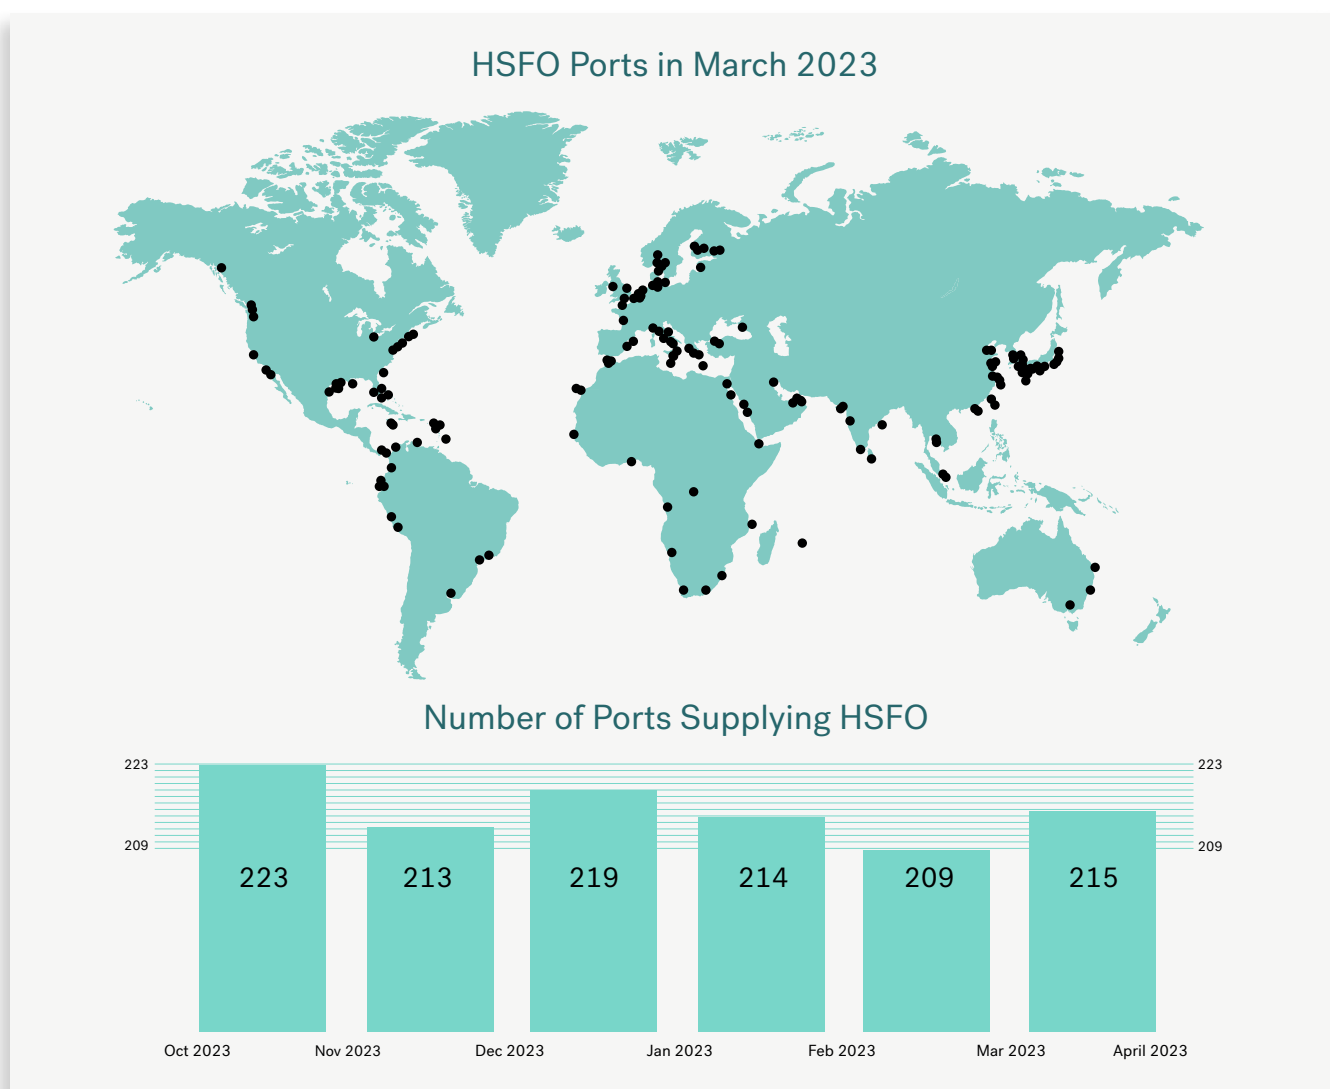 HSFO Ports in March 2023
Number of Ports Supplying HSFO
223 223
209 209
223 213 219 214 209 215
Oct 2023 Nov 2023 Dec 2023 Jan 2023 Feb 2023 Mar 2023 April 2023